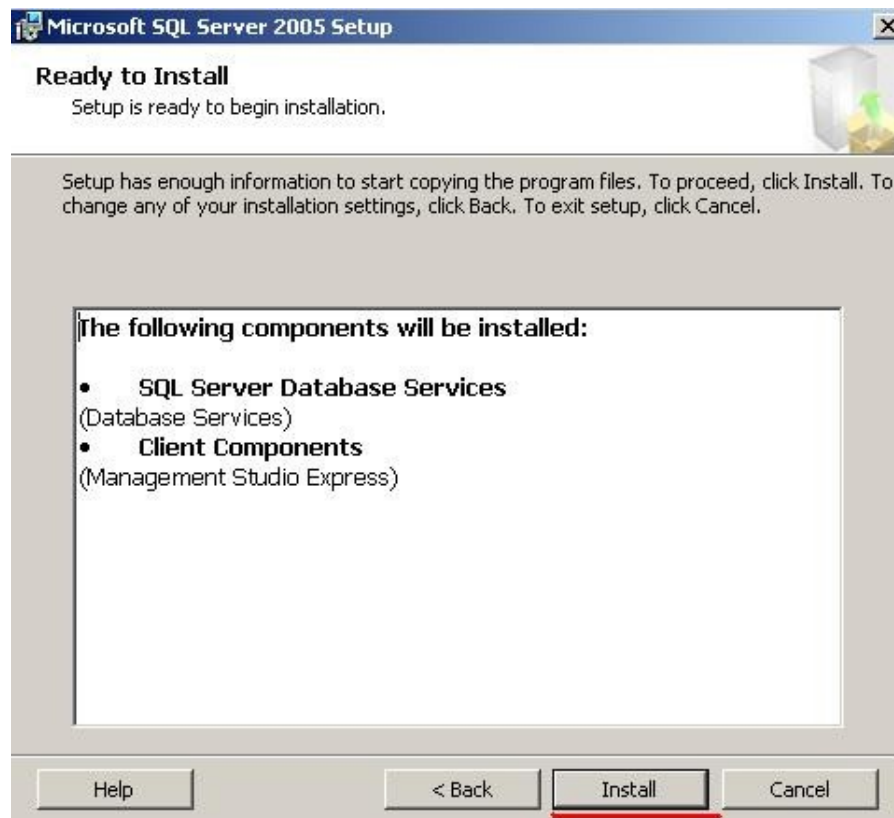 Microsoft SQL Server 2005 Setup
Ready to Install
Setup is ready to begin installation.
Setup has enough information to start copying the program files. To proceed, click Install. To
change any of your installation settings, click Back. To exit setup, click Cancel.
The following components will be installed:
• SQL Server Database Services
(Database Services)
• Client Components
(Management Studio Express)
Help
< Back
Install
Cancel